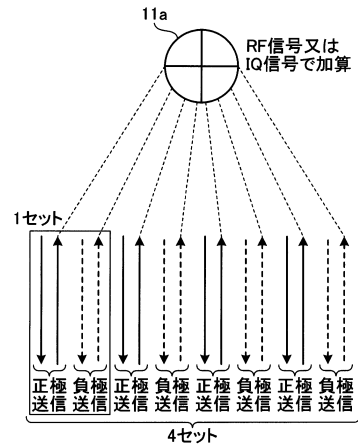 11a
RF信号又は
IQ信号で加算
1セット
正極 負極 正極 負極 正極 負極 正極 負極
送信 送信 送信 送信 送信 送信 送信 送信
4セット